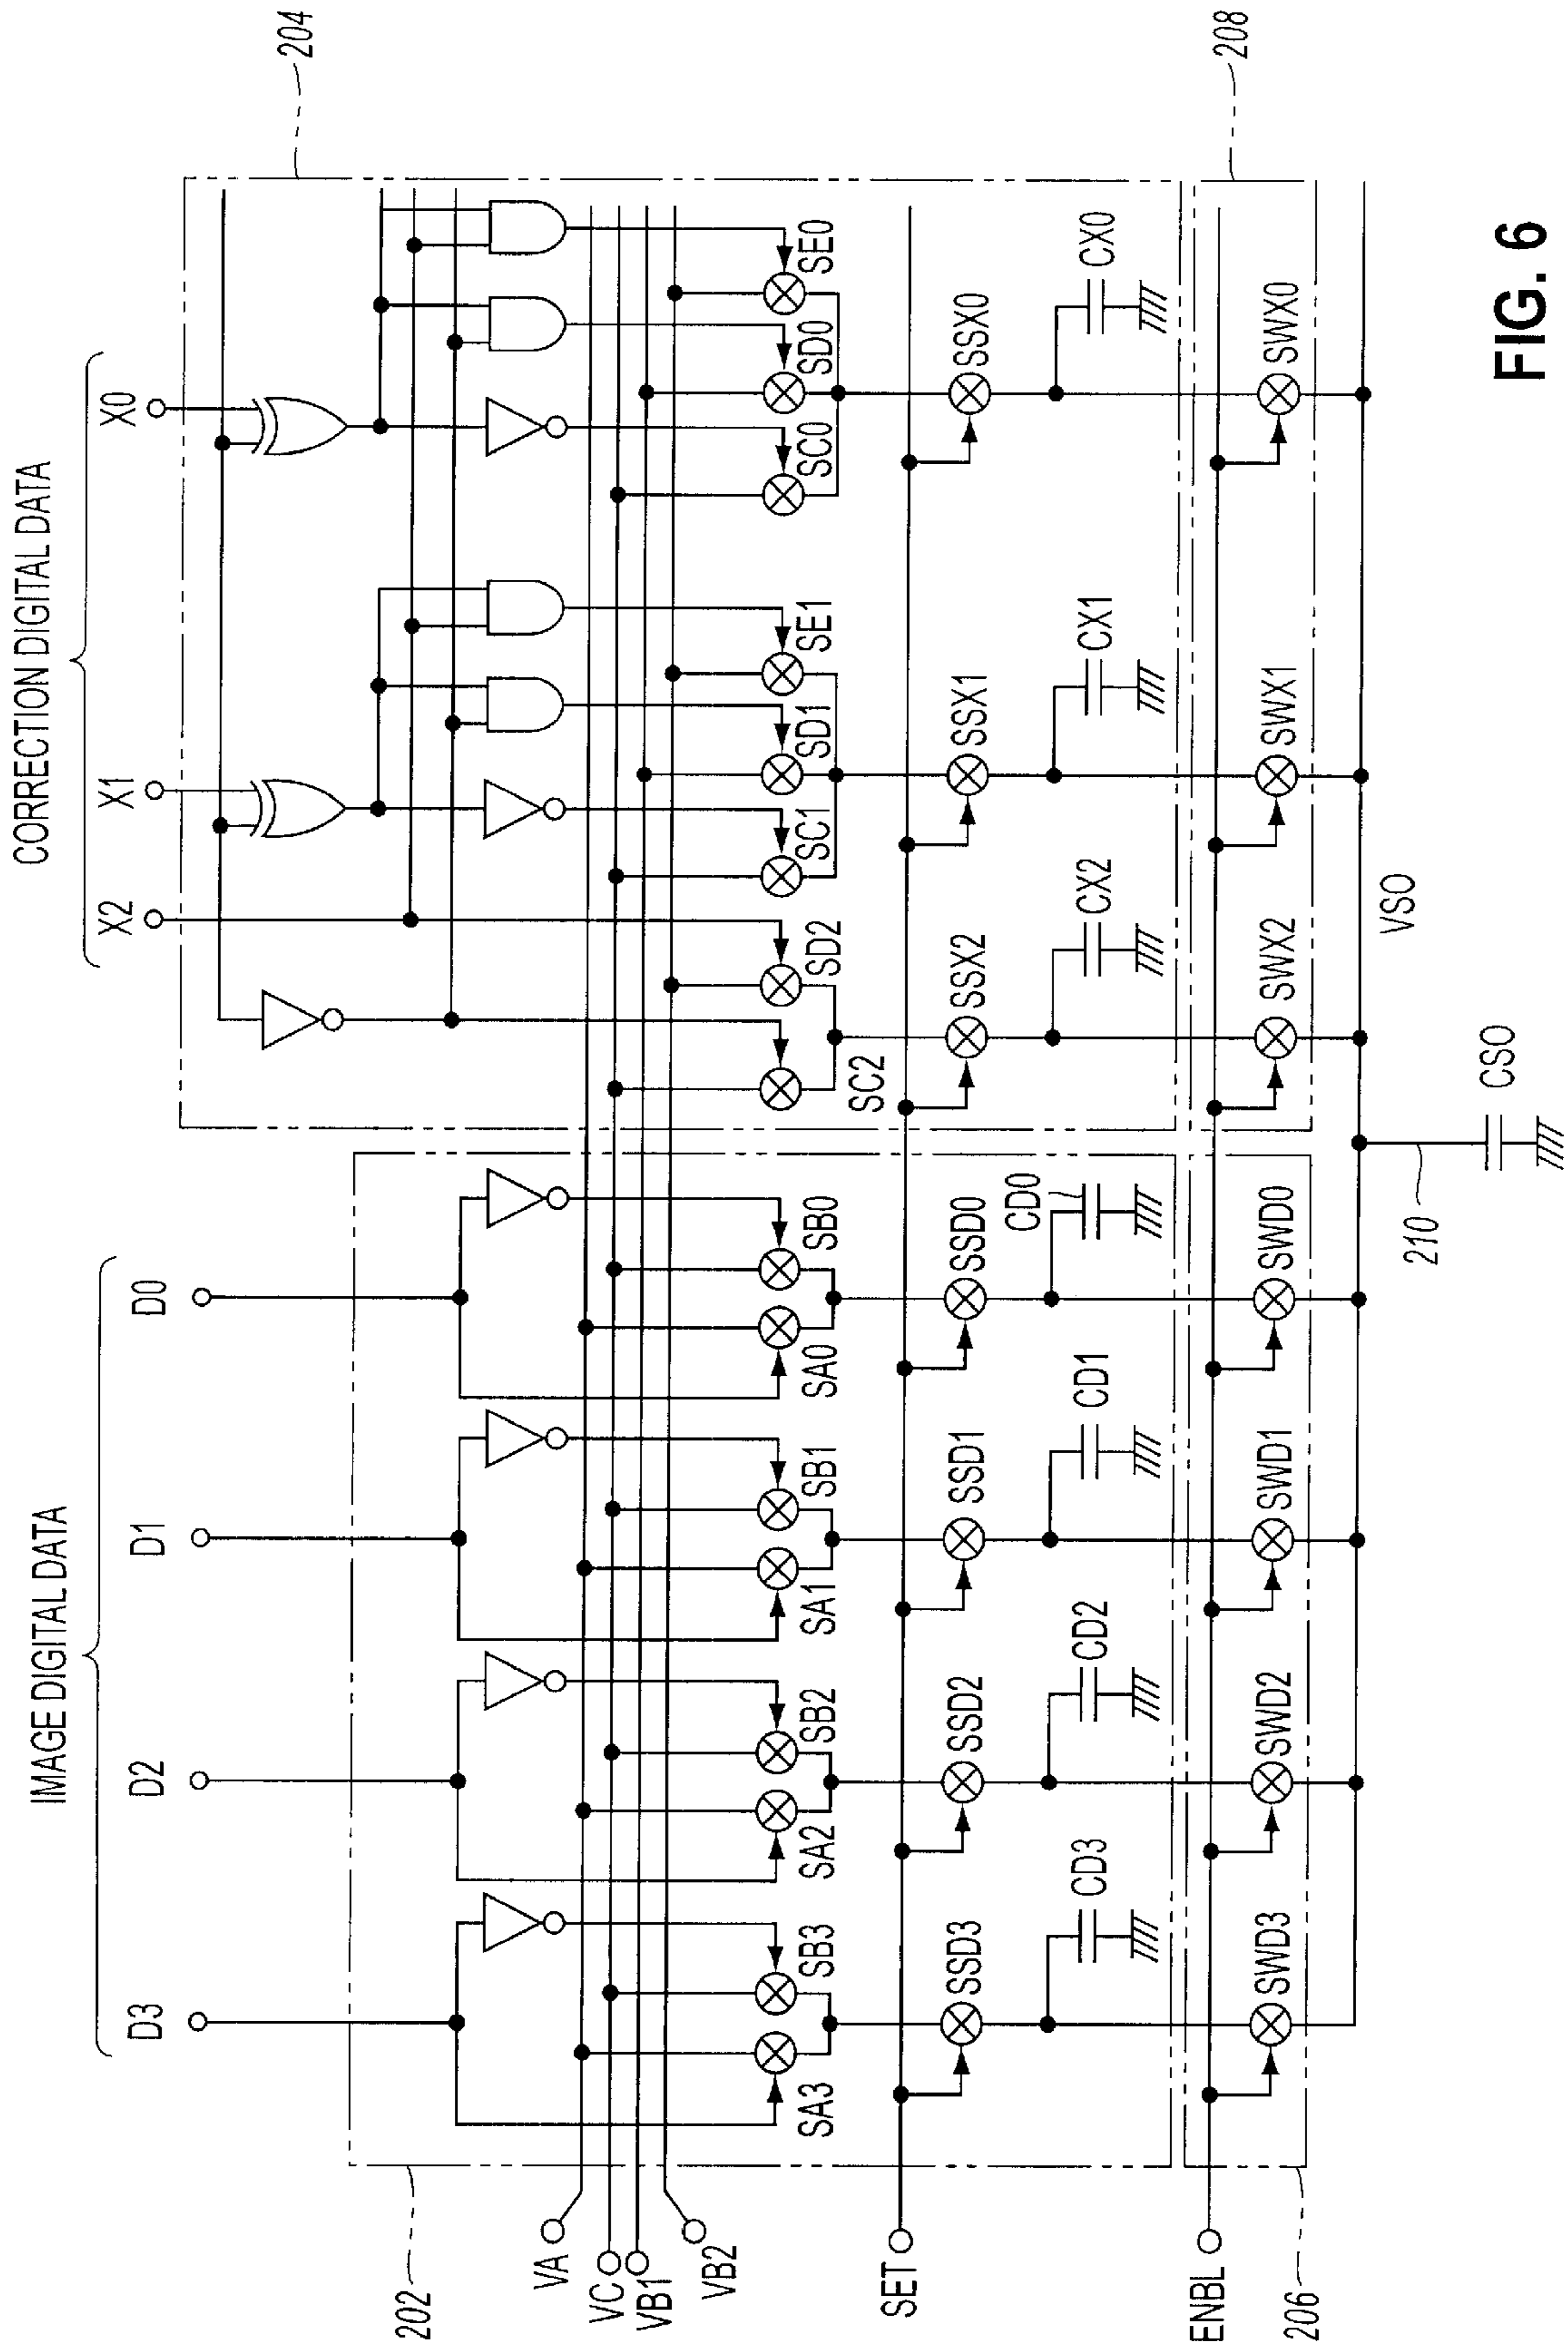 IMAGE DIGITAL DATA
CORRECTION DIGITAL DATA
D3
D2
D1
D0
X2
X1
X0
202
204
VA
VC
VB1
VB2
SA3
SB3
SA2
SB2
SA1
SB1
SA0
SB0
SC2
SD2
SC1
SD1
SE1
SC0
SD0
SE0
SET
SSD3
SSD2
SSD1
SSD0
SSX2
SSX1
SSX0
CD3
CD2
CD1
CD0
CX2
CX1
CX0
ENBL
SWD3
SWD2
SWD1
SWD0
SWX2
SWX1
SWX0
206
208
210
VSO
CSO
FIG. 6